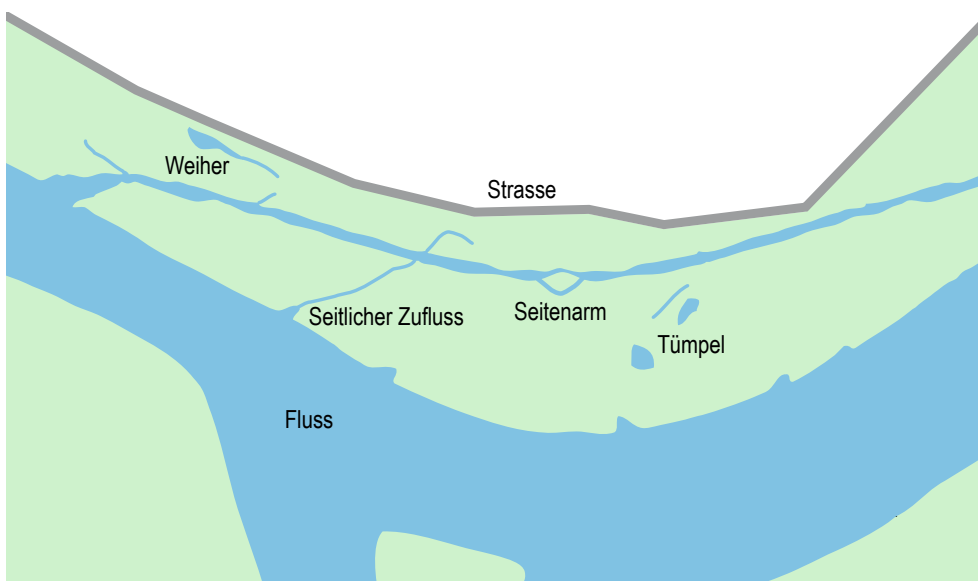 Weiher
Strasse
Seitlicher Zufluss
Seitenarm
Tümpel
Fluss